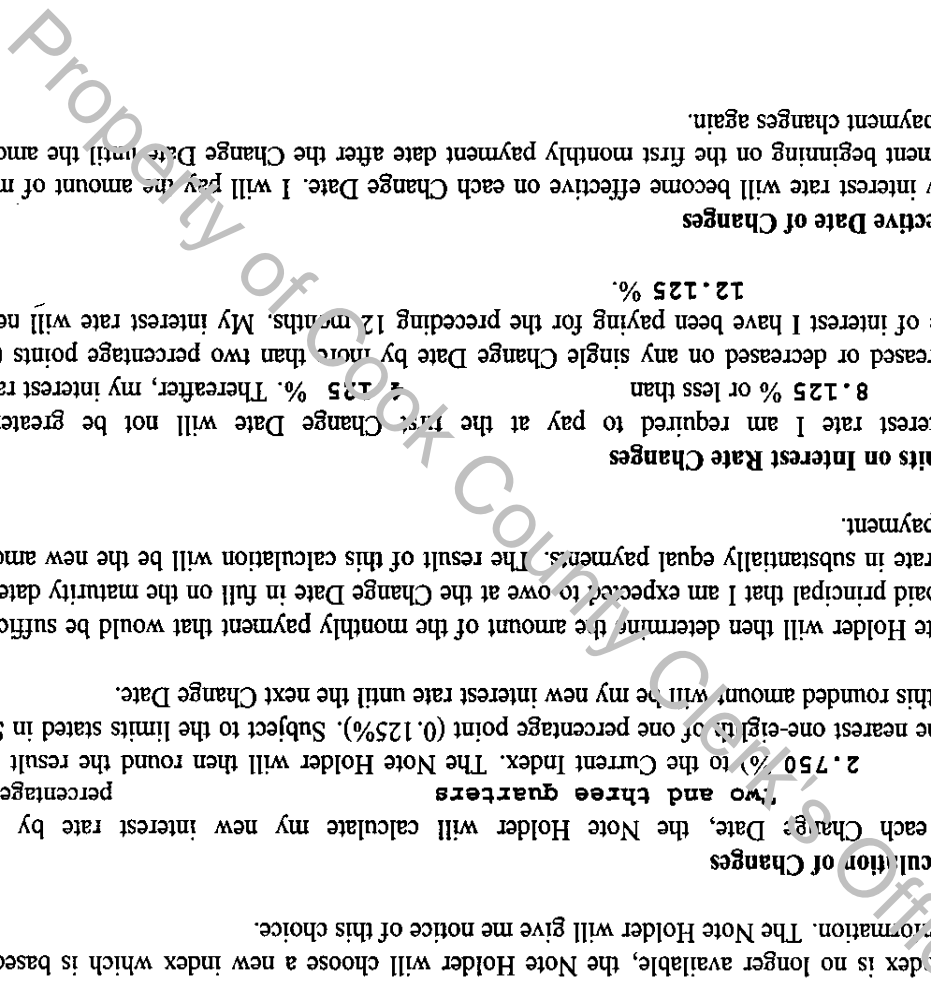 dex is no longer available, the Note Holder will choose a new index which is based
formation. The Note Holder will give me notice of this choice.
culation of Changes
each Change Date, the Note Holder will calculate my new interest rate by
Two and three quarters percentage
2.750 %) to the Current Index. The Note Holder will then round the result
he nearest one-eighth of one percentage point (0.125%). Subject to the limits stated in
this rounded amount will be my new interest rate until the next Change Date.
te Holder will then determine the amount of the monthly payment that would be suffic
paid principal that I am expected to owe at the Change Date in full on the maturity date
rate in substantially equal payments. The result of this calculation will be the new amo
payment.
mits on Interest Rate Changes
terest rate I am required to pay at the first Change Date will not be greate
8.125 % or less than %. Thereafter, my interest ra
reased or decreased on any single Change Date by more than two percentage points (
of interest I have been paying for the preceding 12 months. My interest rate will ne
12.125 %.
ective Date of Changes
interest rate will become effective on each Change Date. I will pay the amount of m
ment beginning on the first monthly payment date after the Change Date until the amo
payment changes again.
Property of Cook County Clerk's Offic